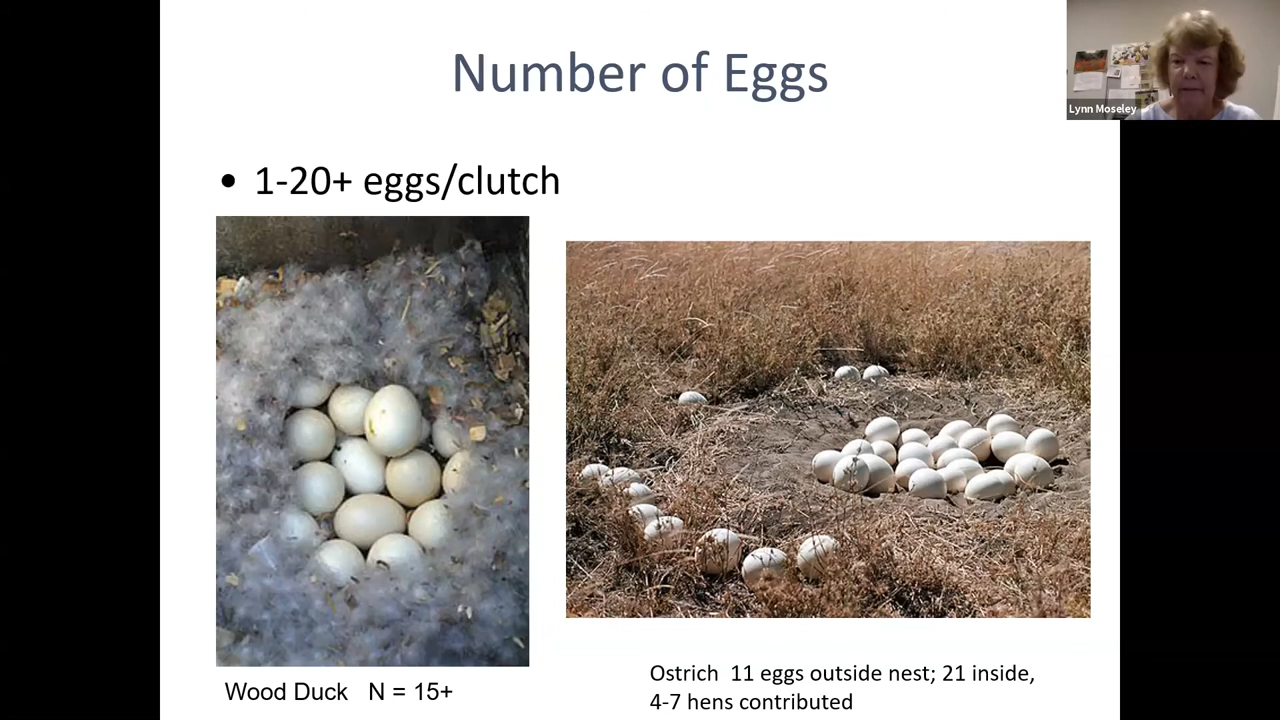 Number of Eggs
Lynn Moseley
• 1-20+ eggs/clutch
Wood Duck   N = 15+
Ostrich  11 eggs outside nest; 21 inside,
4-7 hens contributed